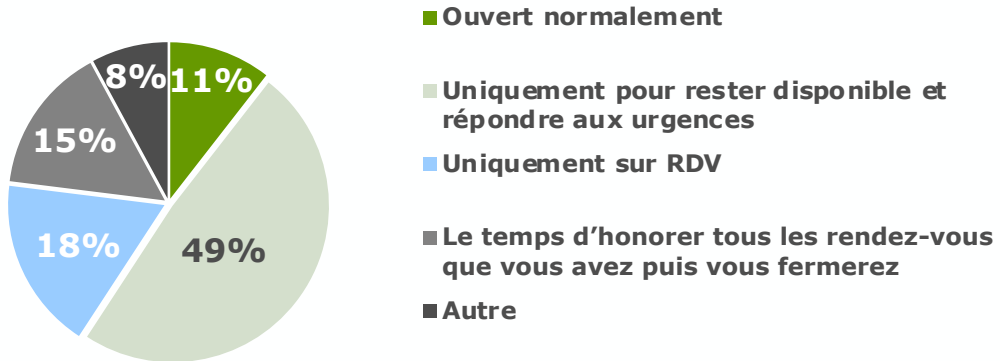 Ouvert normalement
8%
11%
Uniquement pour rester disponible et
répondre aux urgences
15%
Uniquement sur RDV
18%
49%
Le temps d’honorer tous les rendez-vous
que vous avez puis vous fermerez
Autre